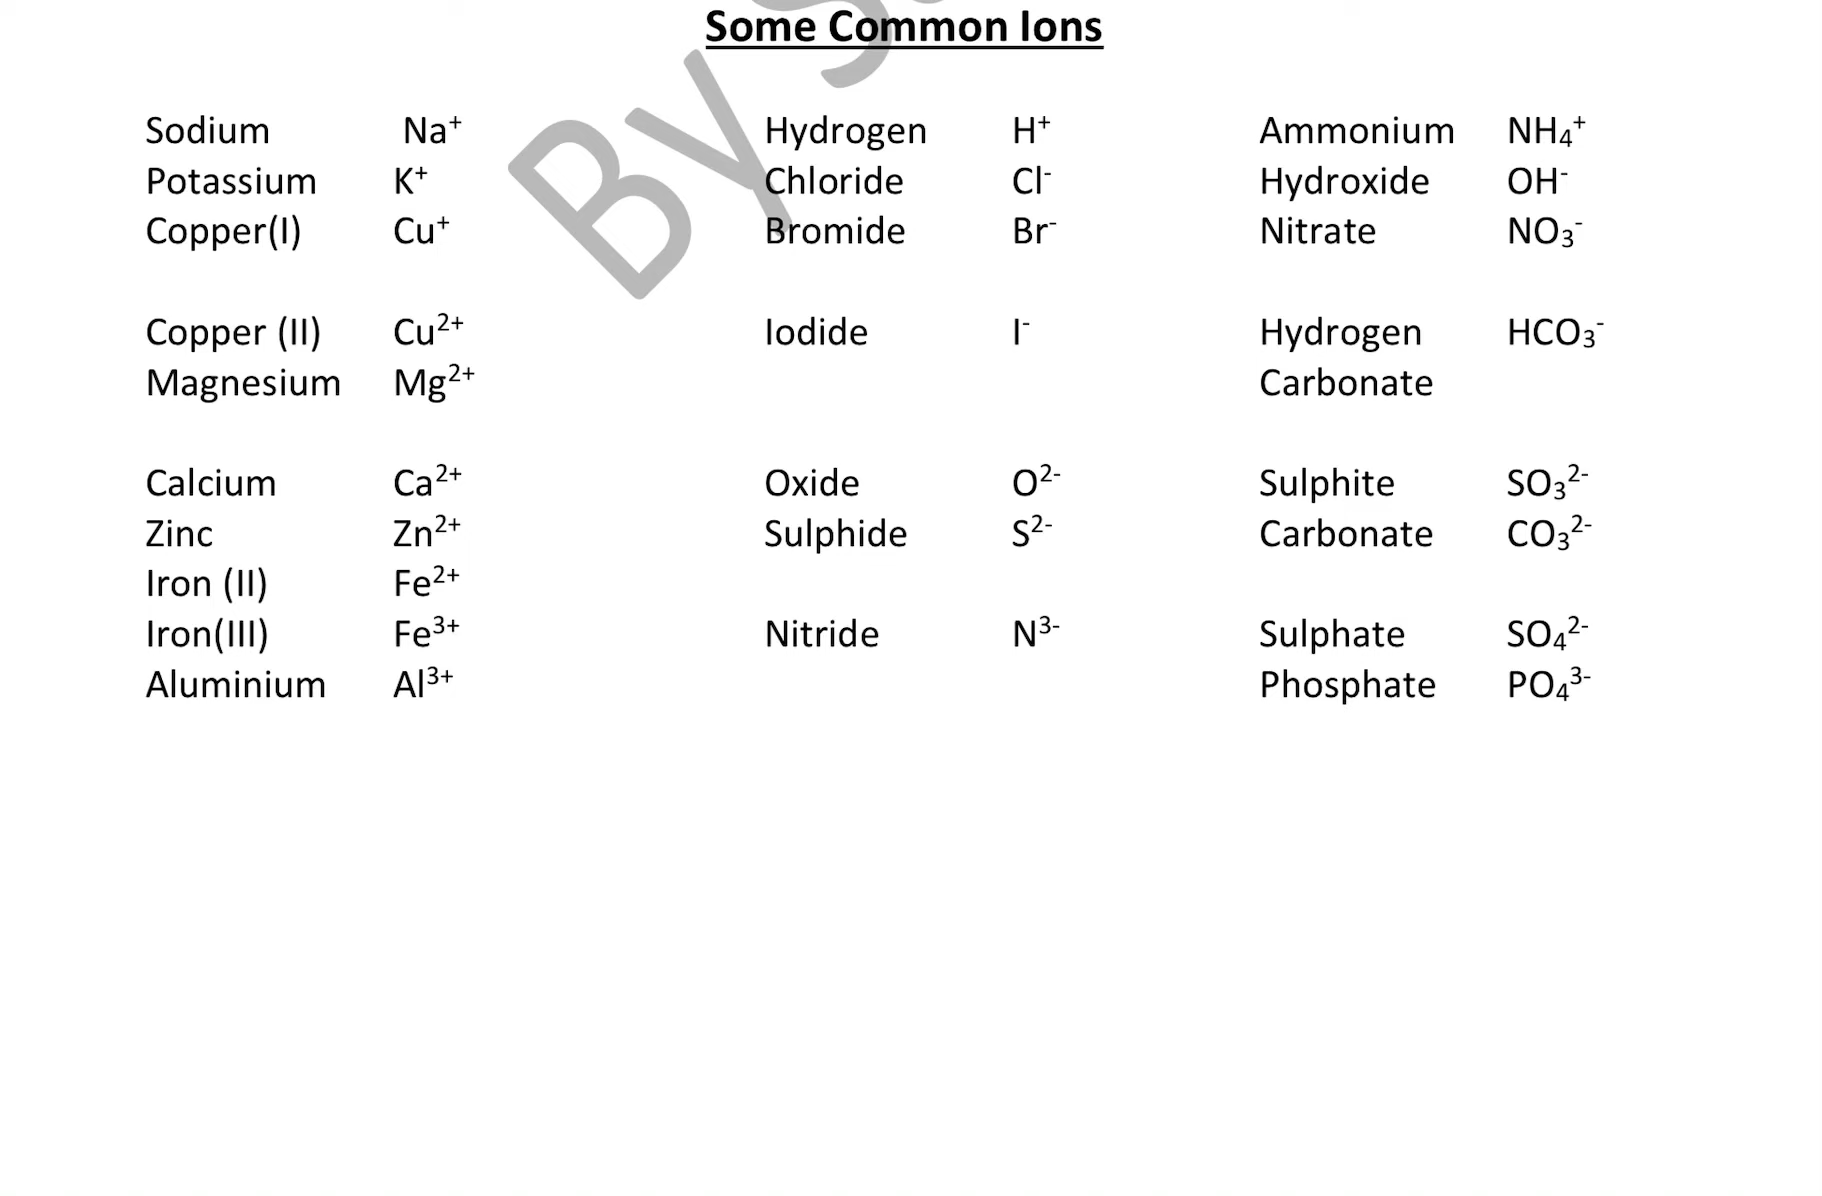 Some Common Ions
By S
Sodium Na⁺ Hydrogen H⁺ Ammonium NH₄⁺
Potassium K⁺ Chloride Cl⁻ Hydroxide OH⁻
Copper(I) Cu⁺ Bromide Br⁻ Nitrate NO₃⁻
Copper (II) Cu²⁺ Iodide I⁻ Hydrogen HCO₃⁻
Magnesium Mg²⁺ Carbonate
Calcium Ca²⁺ Oxide O²⁻ Sulphite SO₃²⁻
Zinc Zn²⁺ Sulphide S²⁻ Carbonate CO₃²⁻
Iron (II) Fe²⁺
Iron(III) Fe³⁺ Nitride N³⁻ Sulphate SO₄²⁻
Aluminium Al³⁺ Phosphate PO₄³⁻